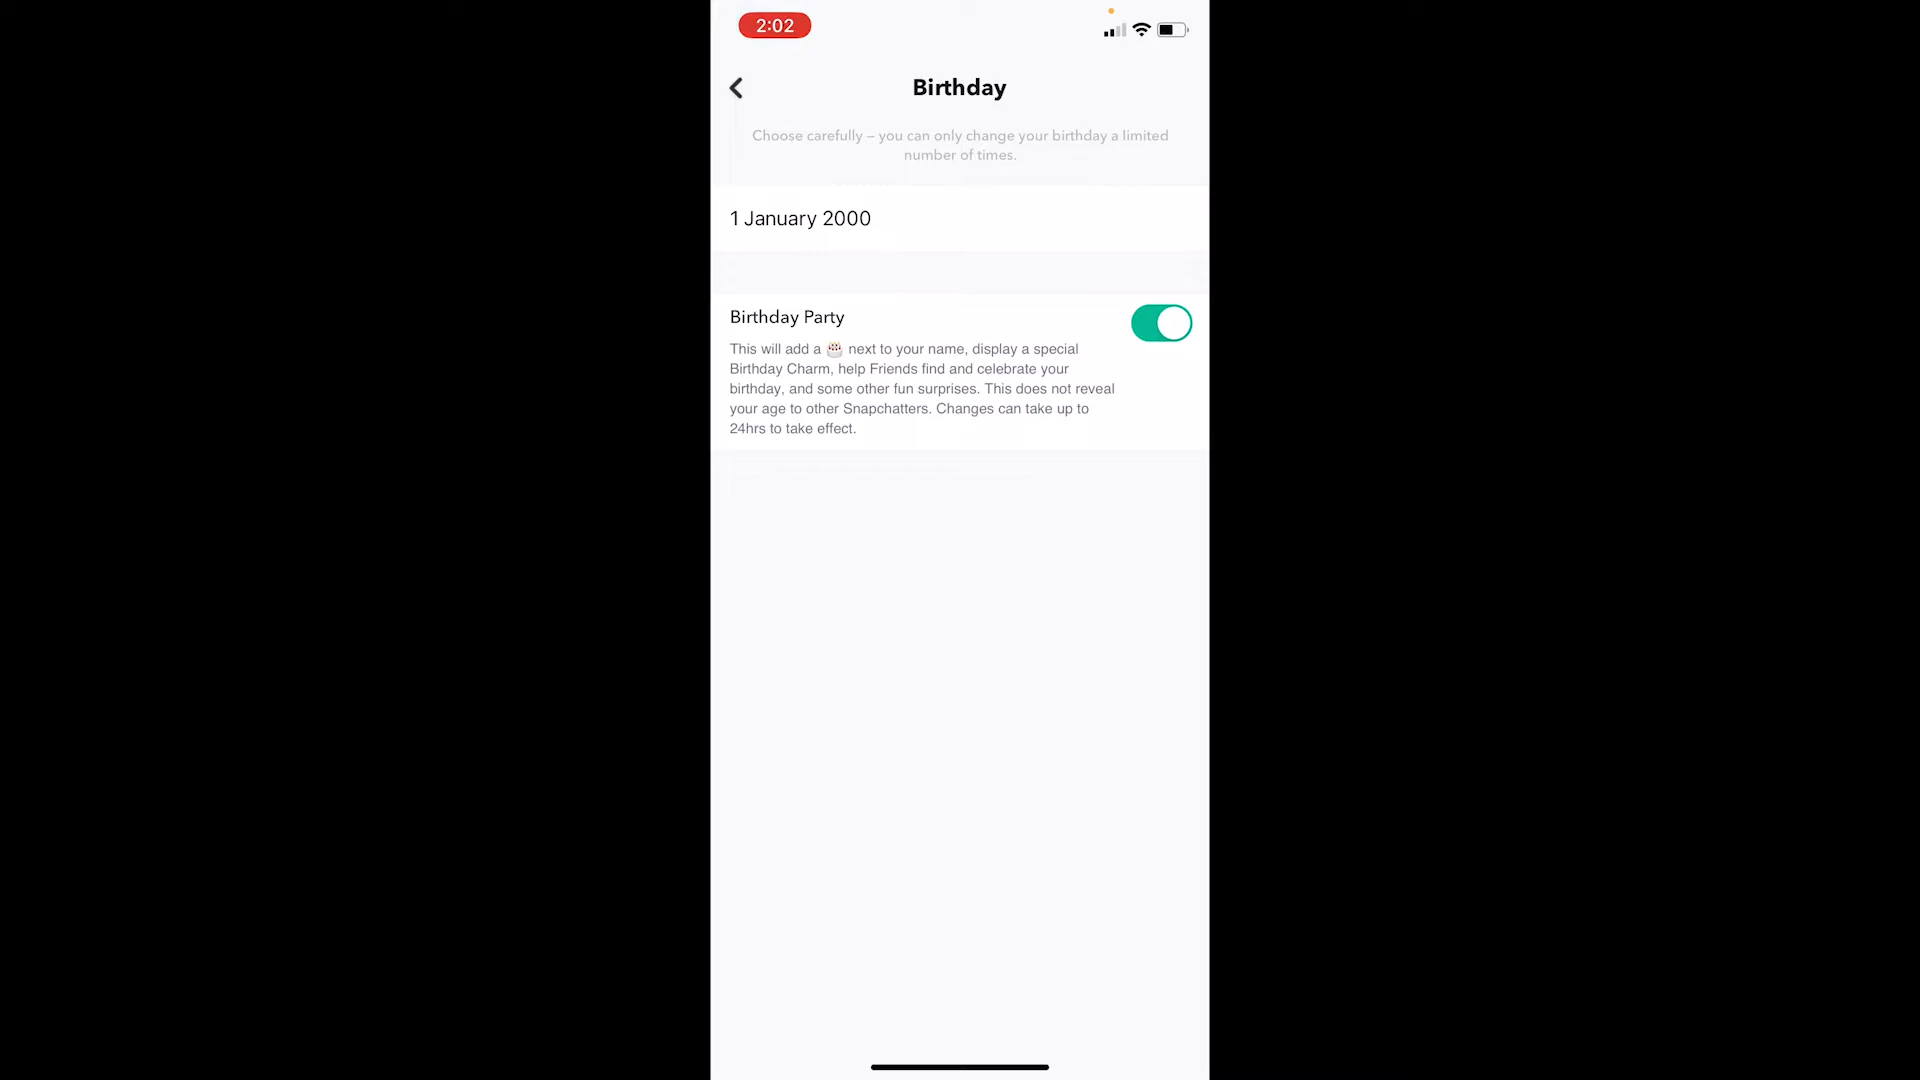 2:02
Birthday
Choose carefully – you can only change your birthday a limited
number of times.
1 January 2000
Birthday Party
This will add a 🎂 next to your name, display a special
Birthday Charm, help Friends find and celebrate your
birthday, and some other fun surprises. This does not reveal
your age to other Snapchatters. Changes can take up to
24hrs to take effect.